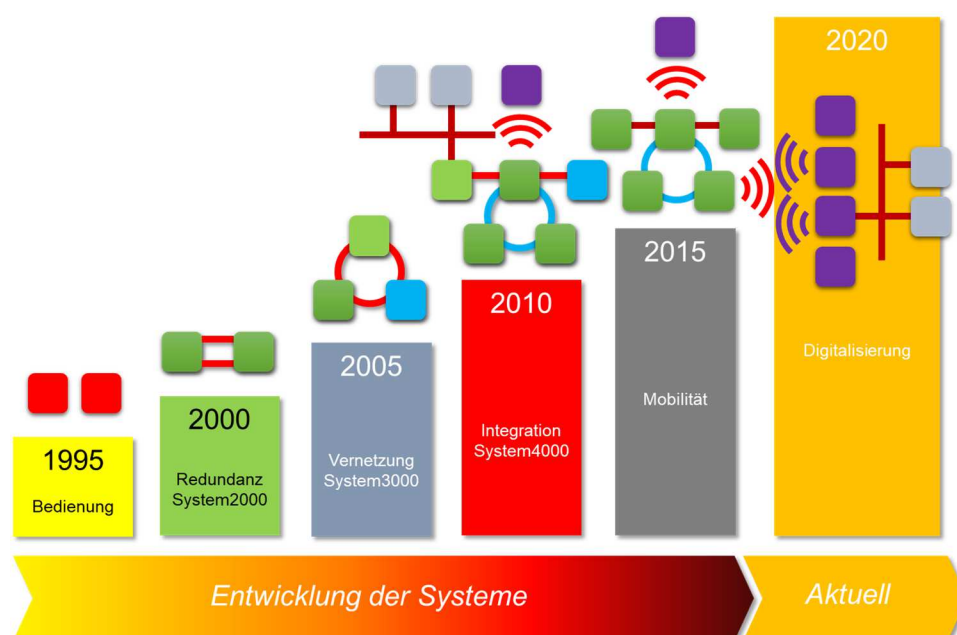 1995
Bedienung
2000
Redundanz
System2000
2005
Vernetzung
System3000
2010
Integration
System4000
2015
Mobilität
2020
Digitalisierung
Entwicklung der Systeme
Aktuell